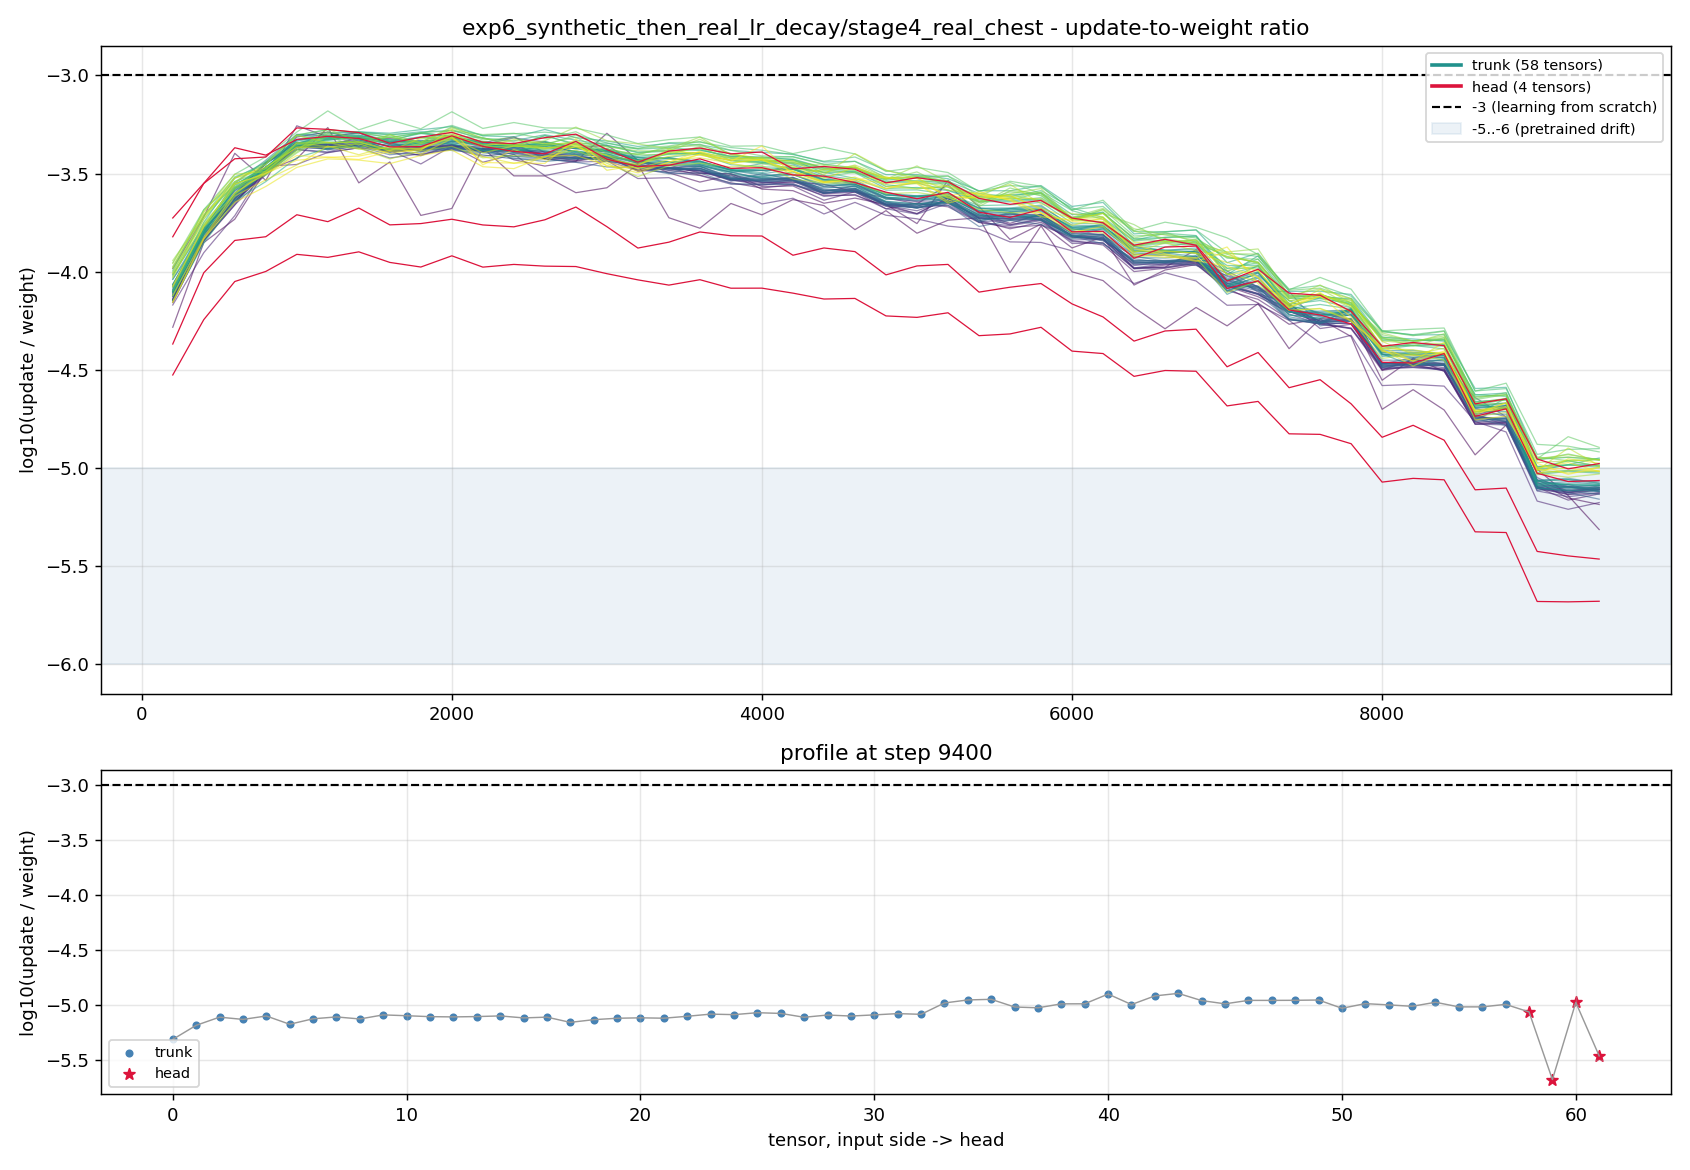 exp6_synthetic_then_real_lr_decay/stage4_real_chest - update-to-weight ratio
log10(update / weight)
−3.0
−3.5
−4.0
−4.5
−5.0
−5.5
−6.0
trunk (58 tensors)
head (4 tensors)
-3 (learning from scratch)
-5..-6 (pretrained drift)
0
2000
4000
6000
8000
profile at step 9400
log10(update / weight)
−3.0
−3.5
−4.0
−4.5
−5.0
−5.5
trunk
head
0
10
20
30
40
50
60
tensor, input side -> head